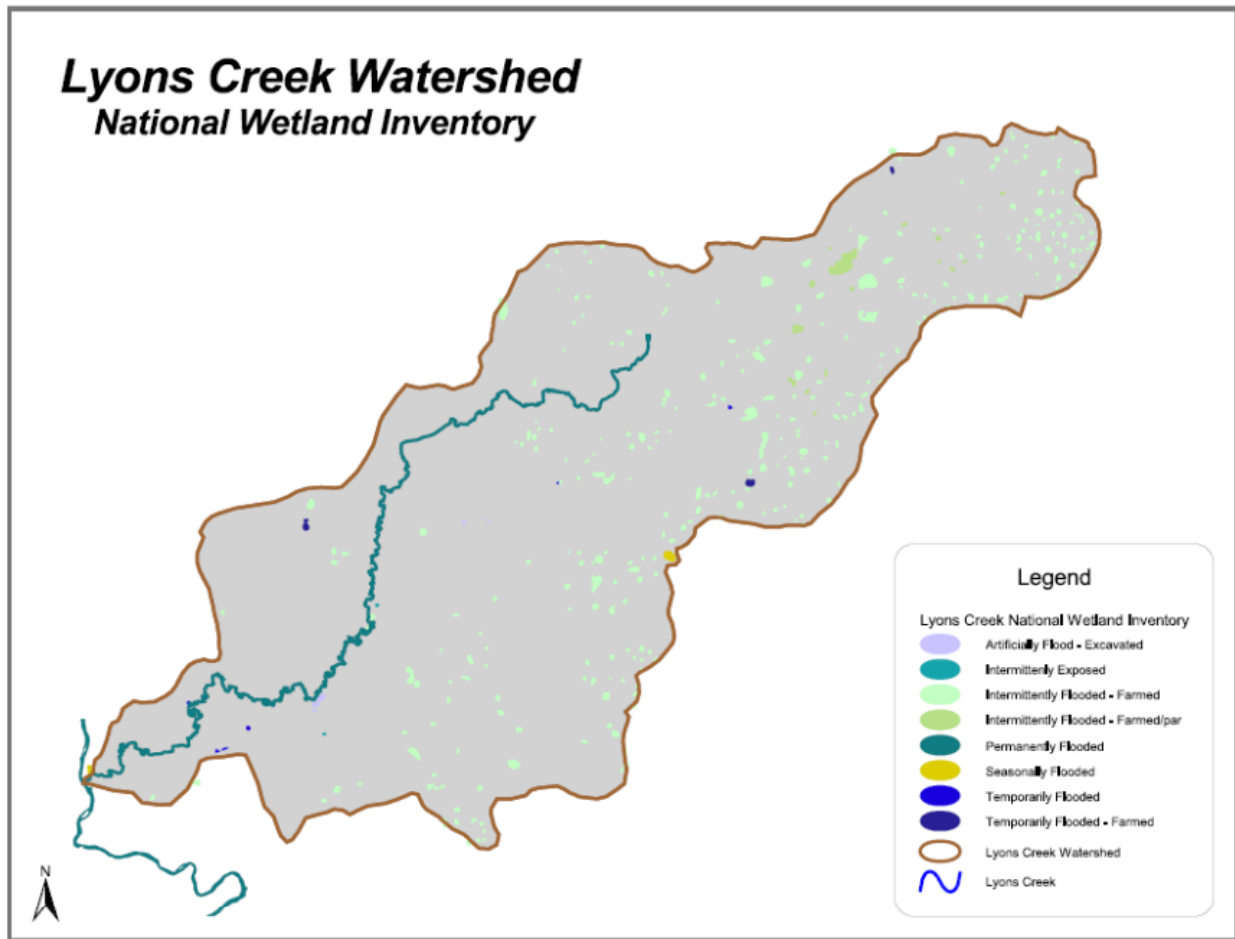 Lyons Creek Watershed
National Wetland Inventory
Legend
Lyons Creek National Wetland Inventory
Artificially Flood - Excavated
Intermittenly Exposed
Intermittently Flooded - Farmed
Intermittently Flooded - Farmed/par
Permanently Flooded
Seasonally Flooded
Temporarily Flooded
Temporarily Flooded - Farmed
Lyons Creek Watershed
Lyons Creek
N